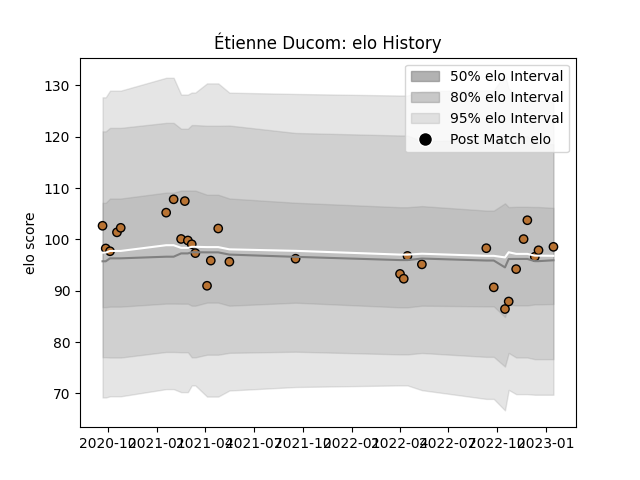 Étienne Ducom: elo History
50% elo Interval
80% elo Interval
95% elo Interval
Post Match elo
elo score
130
120
110
100
90
80
70
2020-10 2021-01 2021-04 2021-07 2021-10 2022-01 2022-04 2022-07 2022-10 2023-01